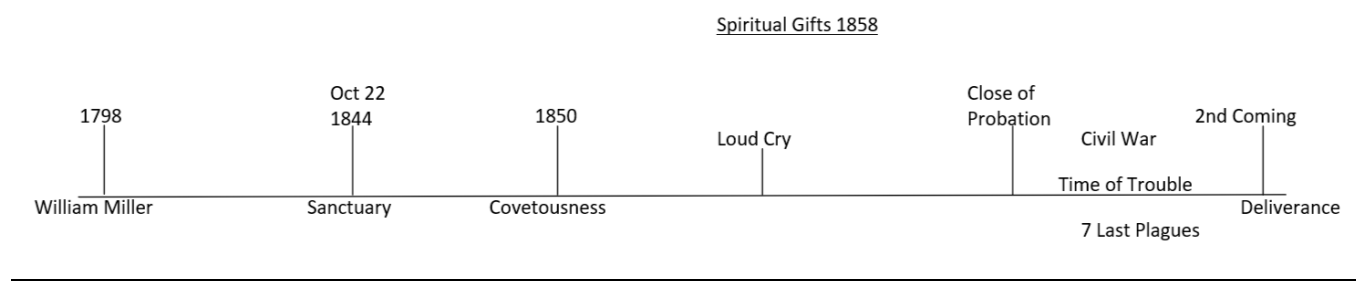 Spiritual Gifts 1858
Oct 22
Close of
1798
1844
1850
Probation
2nd Coming
Loud Cry
Civil War
Time of Trouble
William Miller
Sanctuary
Covetousness
Deliverance
7 Last Plagues